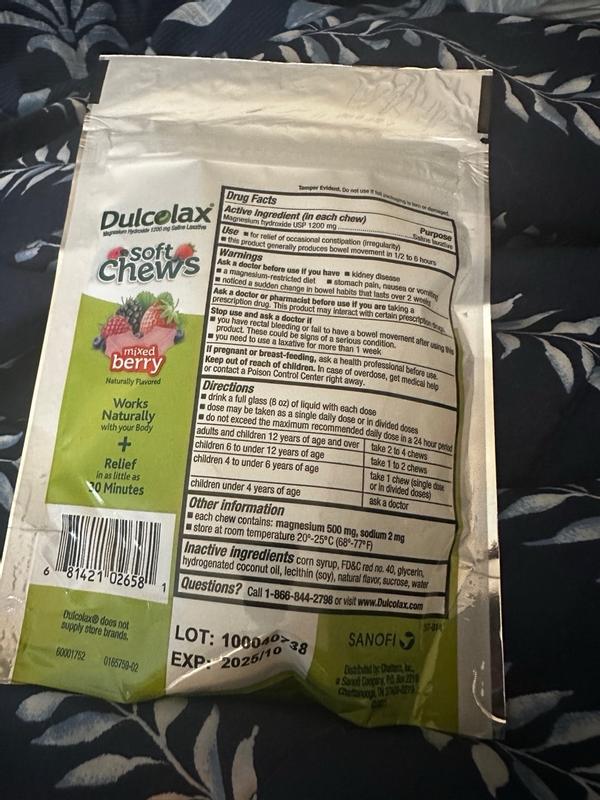 Tamper Evident. Do not use if packaging is torn or damaged.
Dulcolax®
Magnesium Hydroxide 1200 mg Saline Laxative
soft
chews
mixed
berry
Naturally Flavored
Works
Naturally
with your Body
+
Relief
in as little as
30 Minutes
6 81421 02658 1
Dulcolax® does not
supply store brands.
60001752 0165759-02
Drug Facts
Active Ingredient (in each chew) Purpose
Magnesium hydroxide USP 1200 mg Saline laxative
Use ■ for relief of occasional constipation (irregularity)
■ this product generally produces bowel movement in 1/2 to 6 hours
Warnings
Ask a doctor before use if you have ■ kidney disease
■ a magnesium-restricted diet ■ stomach pain, nausea or vomiting
■ noticed a sudden change in bowel habits that lasts over 2 weeks
Ask a doctor or pharmacist before use if you are taking a
prescription drug. This product may interact with certain prescription drugs.
Stop use and ask a doctor if
■ you have rectal bleeding or fail to have a bowel movement after using this
product. These could be signs of a serious condition.
■ you need to use a laxative for more than 1 week
If pregnant or breast-feeding, ask a health professional before use.
Keep out of reach of children. In case of overdose, get medical help
or contact a Poison Control Center right away.
Directions
■ drink a full glass (8 oz) of liquid with each dose
■ dose may be taken as a single daily dose or in divided doses
■ do not exceed the maximum recommended daily dose in a 24 hour period
adults and children 12 years of age and over take 2 to 4 chews
children 6 to under 12 years of age take 1 to 2 chews
children 4 to under 6 years of age take 1 chew (single dose
or in divided doses)
children under 4 years of age ask a doctor
Other information
■ each chew contains: magnesium 500 mg, sodium 2 mg
■ store at room temperature 20°-25°C (68°-77°F)
Inactive ingredients corn syrup, FD&C red no. 40, glycerin,
hydrogenated coconut oil, lecithin (soy), natural flavor, sucrose, water
Questions? Call 1-866-844-2798 or visit www.Dulcolax.com
LOT:
EXP: 2025/10
SANOFI
Distributed by: Chattem, Inc.,
a Sanofi Company, P.O. Box 2219
Chattanooga, TN 37409-0219